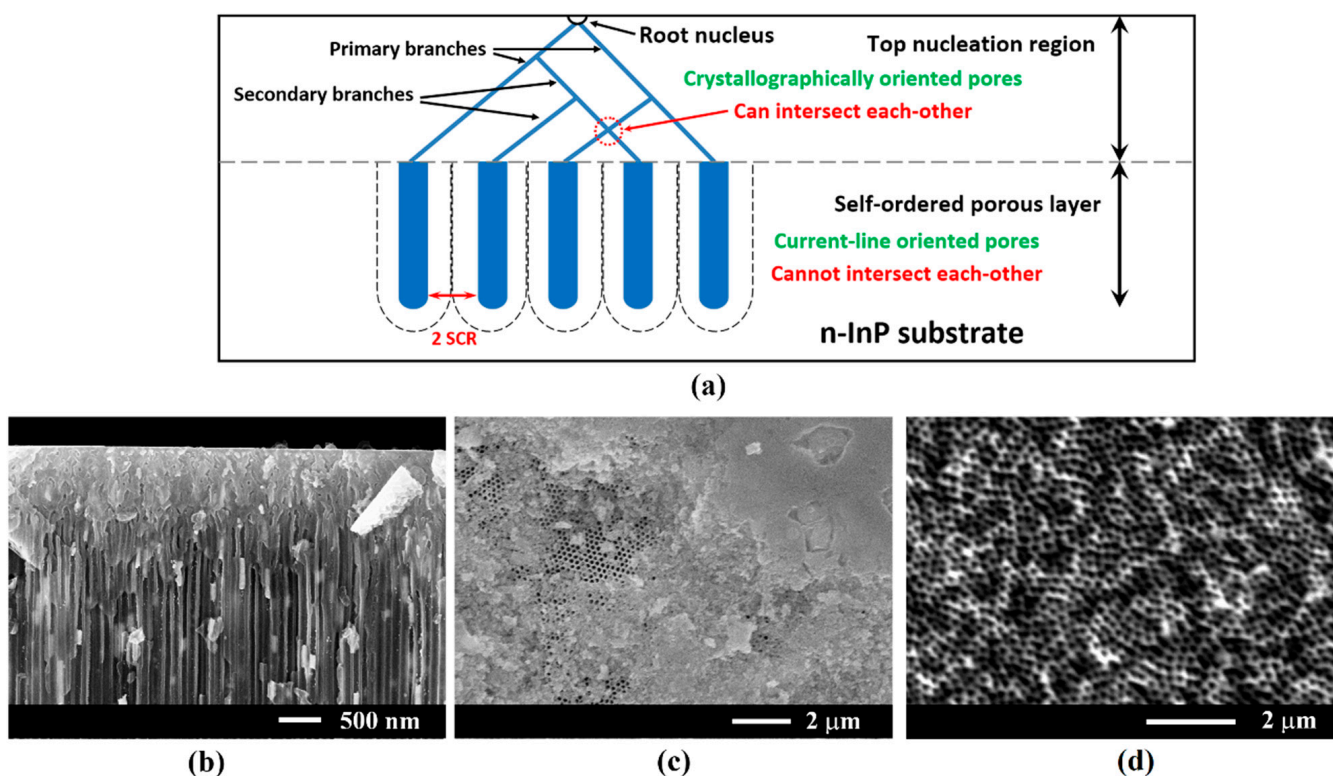 Root nucleus
Primary branches
Secondary branches
Top nucleation region
Crystallographically oriented pores
Can intersect each-other
Self-ordered porous layer
Current-line oriented pores
Cannot intersect each-other
2 SCR
n-InP substrate
(a)
500 nm
2 μm
2 μm
(b)
(c)
(d)